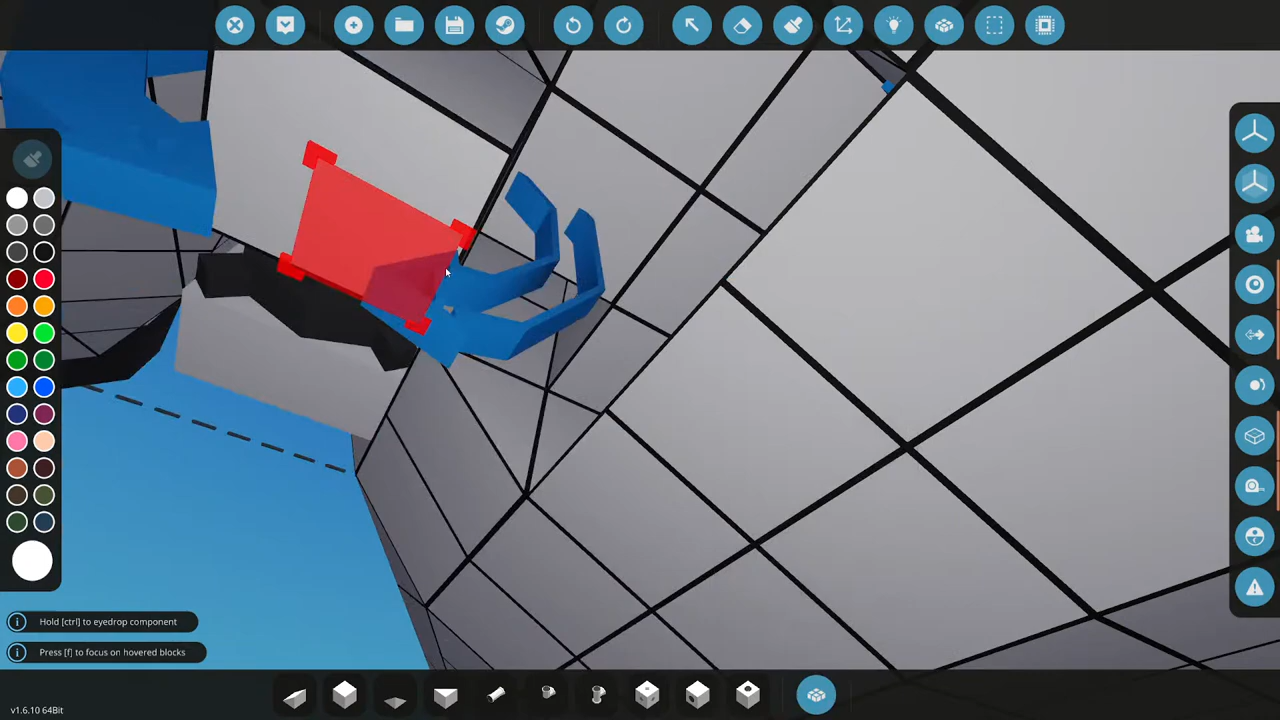 Hold [ctrl] to eyedrop component
Press [f] to focus on hovered blocks
v1.6.10 64Bit